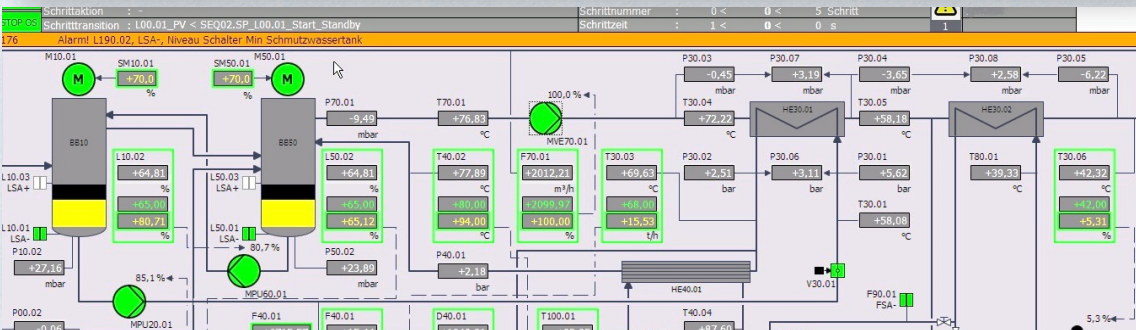 Schrittaktion : - Schrittnummer : 0 < 0 < 5 Schritt
STOP OS Schritttransition : L00.01_PV < SEQ02.SP_L00.01_Start_Standby Schrittzeit : 1 < 0 < 0 s 1
176 Alarm! L190.02, LSA-, Niveau Schalter Min Schmutzwassertank
M10.01 SM10.01 SM50.01 M50.01 P30.03 P30.07 P30.04 P30.08 P30.05
M +70,0 +70,0 M -0,45 +3,19 -3,65 +2,58 -6,22
% % mbar mbar mbar mbar mbar
100,0 %
P70.01 T70.01 T30.04 HE30.01 T30.05 HE30.02
-9,49 +76,83 +72,22 +58,18
mbar °C °C °C
BE10 BE50 MVE70.01
L10.02 L50.02 T40.02 F70.01 T30.03 P30.02 P30.06 P30.01 T80.01 T30.06
+64,81 +64,81 +77,89 +2012,21 +69,63 +2,51 +3,11 +5,62 +39,33 +42,32
L10.03 % L50.03 % °C m³/h °C bar bar bar °C °C
LSA+ LSA+
+65,00 +65,00 +80,00 +2099,97 +68,00 T30.01 +42,00
+80,71 +65,12 +94,00 +100,00 +15,53 +58,08 +5,31
L10.01 % L50.01 % °C % t/h °C %
LSA- LSA-
80,7 %
P10.02 P50.02 P40.01
+27,16 +23,89 +2,18
mbar mbar bar
85,1% V30.01
MPU60.01 HE40.01 F90.01
FSA-
P00.02 MPU20.01 F40.01 F40.01 D40.01 T100.01 T40.04 5,3 %
-0,06 +87,60